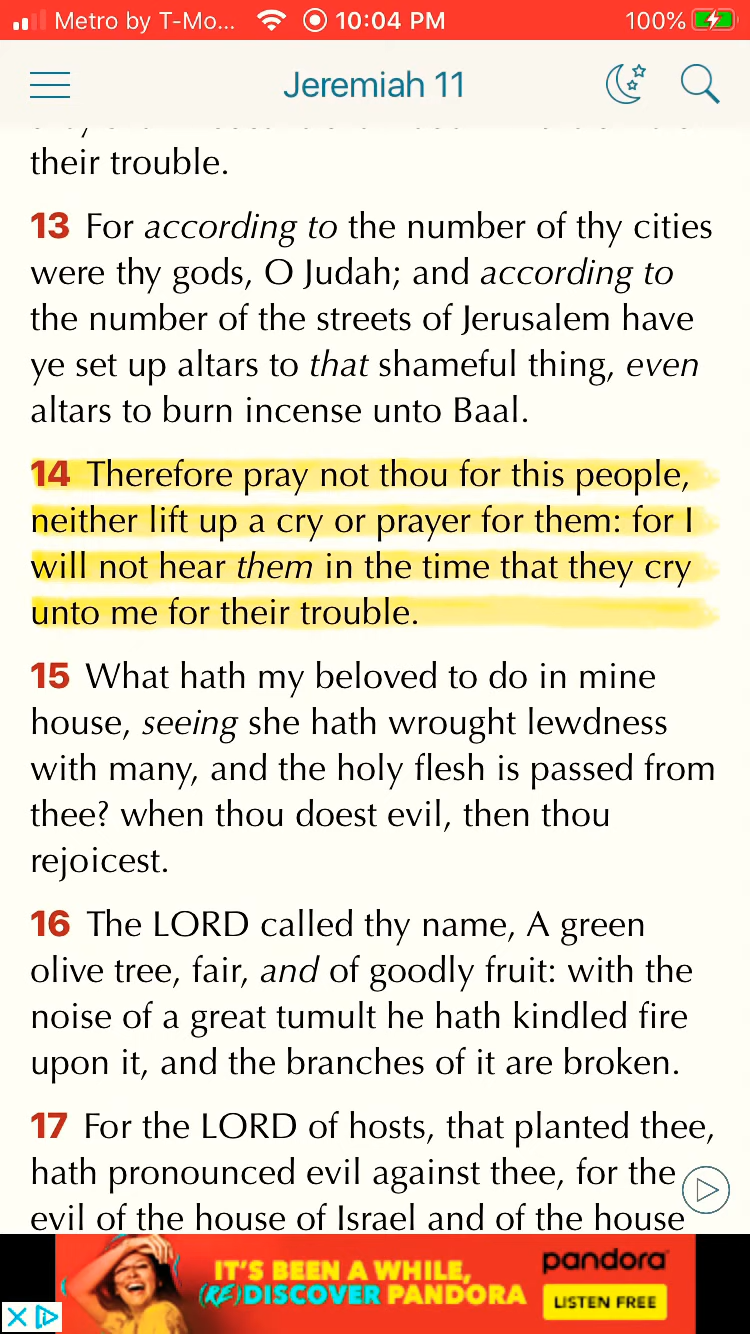 Metro by T-Mo... 10:04 PM 100%
Jeremiah 11
their trouble.
13 For according to the number of thy cities
were thy gods, O Judah; and according to
the number of the streets of Jerusalem have
ye set up altars to that shameful thing, even
altars to burn incense unto Baal.
14 Therefore pray not thou for this people,
neither lift up a cry or prayer for them: for I
will not hear them in the time that they cry
unto me for their trouble.
15 What hath my beloved to do in mine
house, seeing she hath wrought lewdness
with many, and the holy flesh is passed from
thee? when thou doest evil, then thou
rejoicest.
16 The LORD called thy name, A green
olive tree, fair, and of goodly fruit: with the
noise of a great tumult he hath kindled fire
upon it, and the branches of it are broken.
17 For the LORD of hosts, that planted thee,
hath pronounced evil against thee, for the
evil of the house of Israel and of the house
IT'S BEEN A WHILE,
(RE)DISCOVER PANDORA
pandora
LISTEN FREE